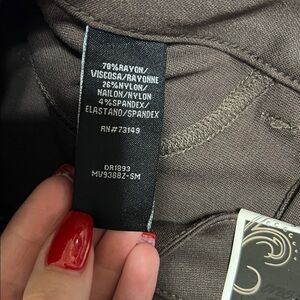 70%RAYON/
VISCOSA/RAYONNE
26%NYLON/
NAILON/NYLON
4%SPANDEX/
ELASTANO/SPANDEX
RN#73149
DR1893
MV9388Z-SM